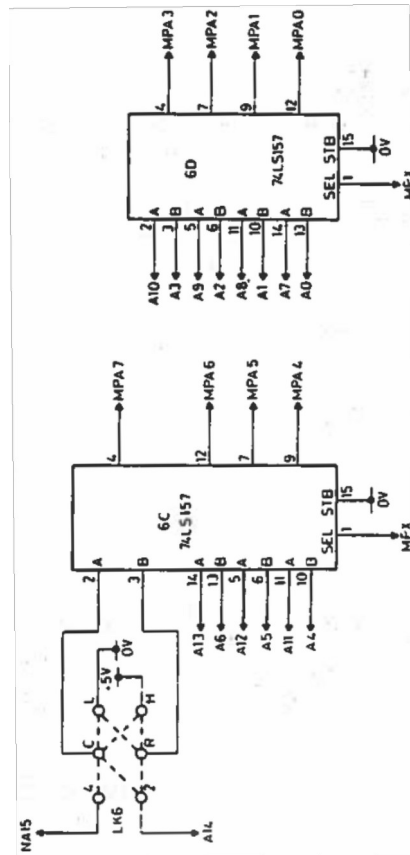 NA15
4
C
L
LK6
2
R
H
+5V
0V
A14
2
A
3
B
6C
74LS157
4
MPA7
A13
14
A
A6
13
B
12
MPA6
A12
5
A
A5
6
B
7
MPA5
A11
11
A
A4
10
B
9
MPA4
SEL
STB
1
15
0V
MPX
A10
2
A
A3
3
B
6D
4
MPA3
A9
5
A
A2
6
B
7
MPA2
A8
11
A
A1
10
B
9
MPA1
A7
14
A
A0
13
B
74LS157
12
MPA0
SEL
STB
1
15
0V